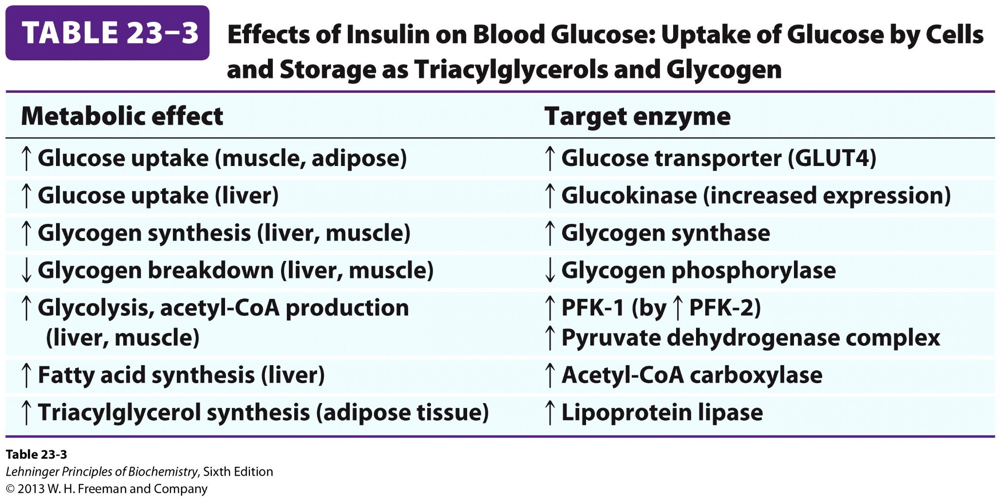 TABLE 23–3
Effects of Insulin on Blood Glucose: Uptake of Glucose by Cells
and Storage as Triacylglycerols and Glycogen
Metabolic effect Target enzyme
↑ Glucose uptake (muscle, adipose) ↑ Glucose transporter (GLUT4)
↑ Glucose uptake (liver) ↑ Glucokinase (increased expression)
↑ Glycogen synthesis (liver, muscle) ↑ Glycogen synthase
↓ Glycogen breakdown (liver, muscle) ↓ Glycogen phosphorylase
↑ Glycolysis, acetyl-CoA production ↑ PFK-1 (by ↑ PFK-2)
(liver, muscle) ↑ Pyruvate dehydrogenase complex
↑ Fatty acid synthesis (liver) ↑ Acetyl-CoA carboxylase
↑ Triacylglycerol synthesis (adipose tissue) ↑ Lipoprotein lipase
Table 23-3
Lehninger Principles of Biochemistry, Sixth Edition
© 2013 W. H. Freeman and Company